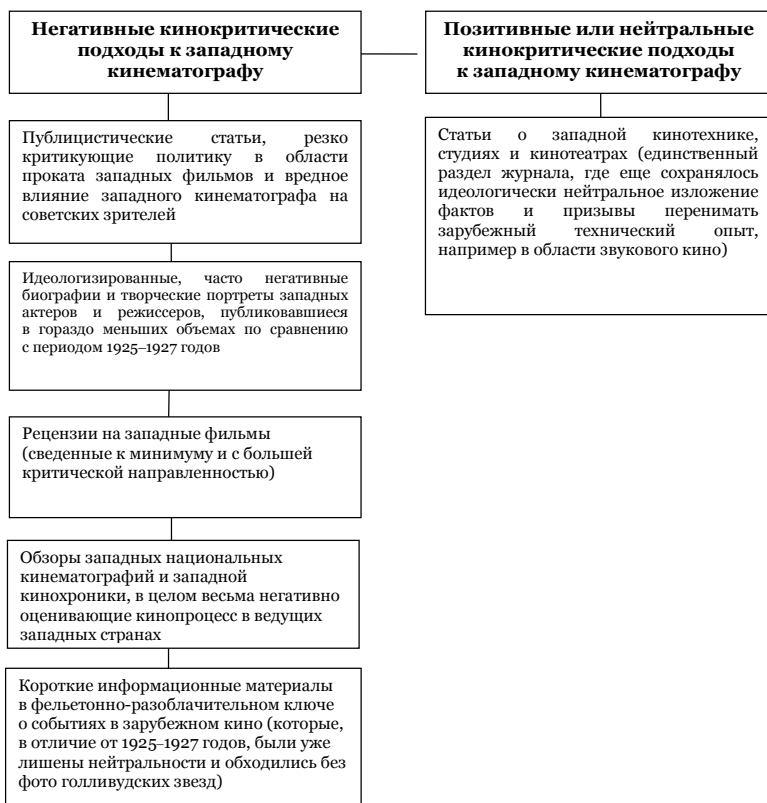 Негативные кинокритические
подходы к западному
кинематографу
Публицистические статьи, резко
критикующие политику в области
проката западных фильмов и вредное
влияние западного кинематографа на
советских зрителей
Идеологизированные, часто негативные
биографии и творческие портреты западных
актеров и режиссеров, публиковавшиеся
в гораздо меньших объемах по сравнению
с периодом 1925–1927 годов
Рецензии на западные фильмы
(сведенные к минимуму и с большей
критической направленностью)
Обзоры западных национальных
кинематографий и западной
кинохроники, в целом весьма негативно
оценивающие кинопроцесс в ведущих
западных странах
Короткие информационные материалы
в фельетонно-разоблачительном ключе
о событиях в зарубежном кино (которые,
в отличие от 1925–1927 годов, были уже
лишены нейтральности и обходились без
фото голливудских звезд)
Позитивные или нейтральные
кинокритические подходы
к западному кинематографу
Статьи о западной кинотехнике,
студиях и кинотеатрах (единственный
раздел журнала, где еще сохранялось
идеологически нейтральное изложение
фактов и призывы перенимать
зарубежный технический опыт,
например в области звукового кино)